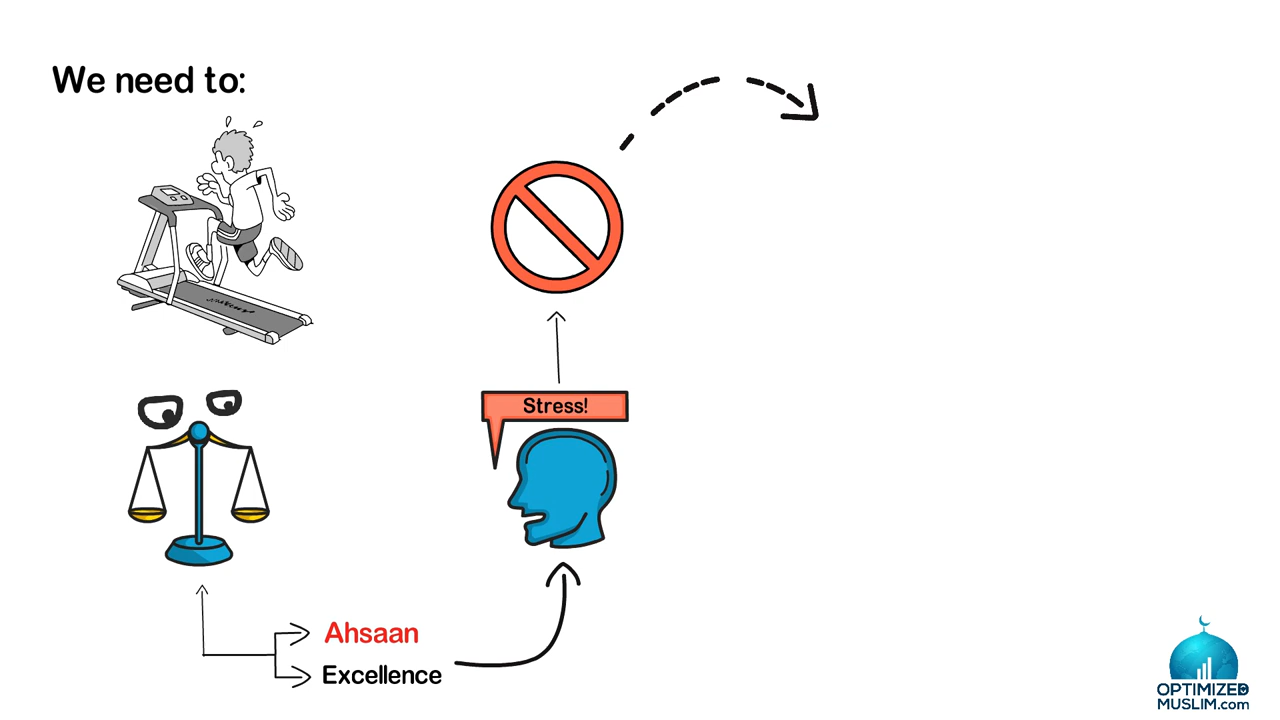 We need to:
Stress!
Ahsaan
Excellence
OPTIMIZED
MUSLIM.com